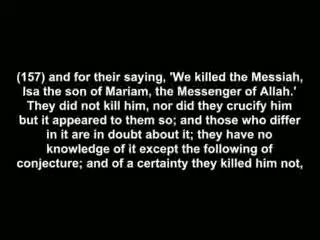 (157) and for their saying, 'We killed the Messiah,
Isa the son of Mariam, the Messenger of Allah.'
They did not kill him, nor did they crucify him
but it appeared to them so; and those who differ
in it are in doubt about it; they have no
knowledge of it except the following of
conjecture; and of a certainty they killed him not,